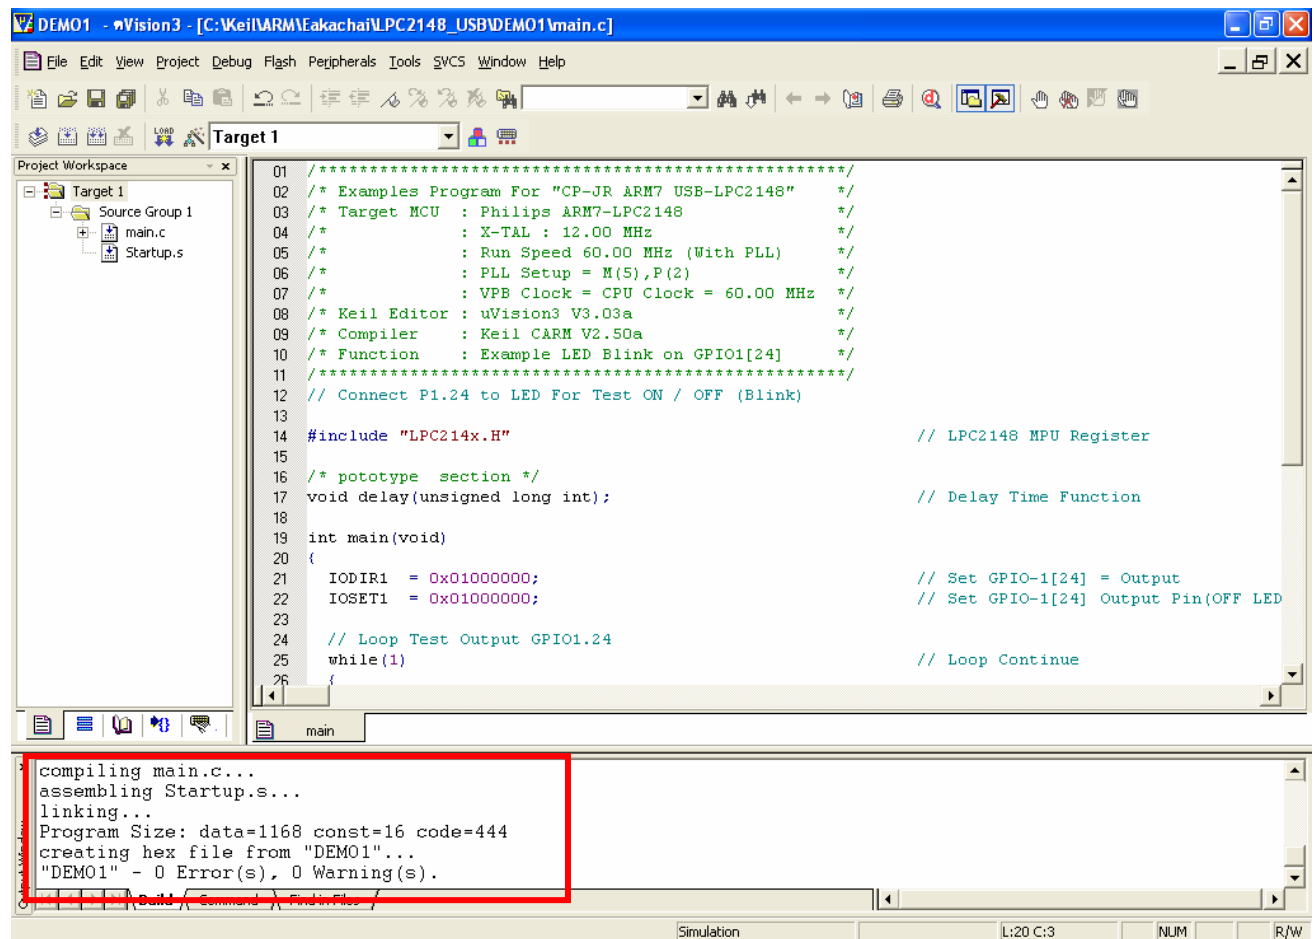 DEMO1 - ״Vision3 - [C:\Keil\ARM\Eakachai\LPC2148_USB\DEMO1\main.c]
File Edit View Project Debug Flash Peripherals Tools SVCS Window Help
LOAD
Target 1
Project Workspace
Target 1
Source Group 1
main.c
Startup.s
01 /****************************************************/
02 /* Examples Program For "CP-JR ARM7 USB-LPC2148" */
03 /* Target MCU : Philips ARM7-LPC2148 */
04 /* : X-TAL : 12.00 MHz */
05 /* : Run Speed 60.00 MHz (With PLL) */
06 /* : PLL Setup = M(5),P(2) */
07 /* : VPB Clock = CPU Clock = 60.00 MHz */
08 /* Keil Editor : uVision3 V3.03a */
09 /* Compiler : Keil CARM V2.50a */
10 /* Function : Example LED Blink on GPIO1[24] */
11 /****************************************************/
12 // Connect P1.24 to LED For Test ON / OFF (Blink)
13
14 #include "LPC214x.H" // LPC2148 MPU Register
15
16 /* pototype section */
17 void delay(unsigned long int); // Delay Time Function
18
19 int main(void)
20 {
21 IODIR1 = 0x01000000; // Set GPIO-1[24] = Output
22 IOSET1 = 0x01000000; // Set GPIO-1[24] Output Pin(OFF LED
23
24 // Loop Test Output GPIO1.24
25 while(1) // Loop Continue
26 {
main
compiling main.c...
assembling Startup.s...
linking...
Program Size: data=1168 const=16 code=444
creating hex file from "DEMO1"...
"DEMO1" - 0 Error(s), 0 Warning(s).
Build Command Find in Files
Simulation L:20 C:3 NUM R/W